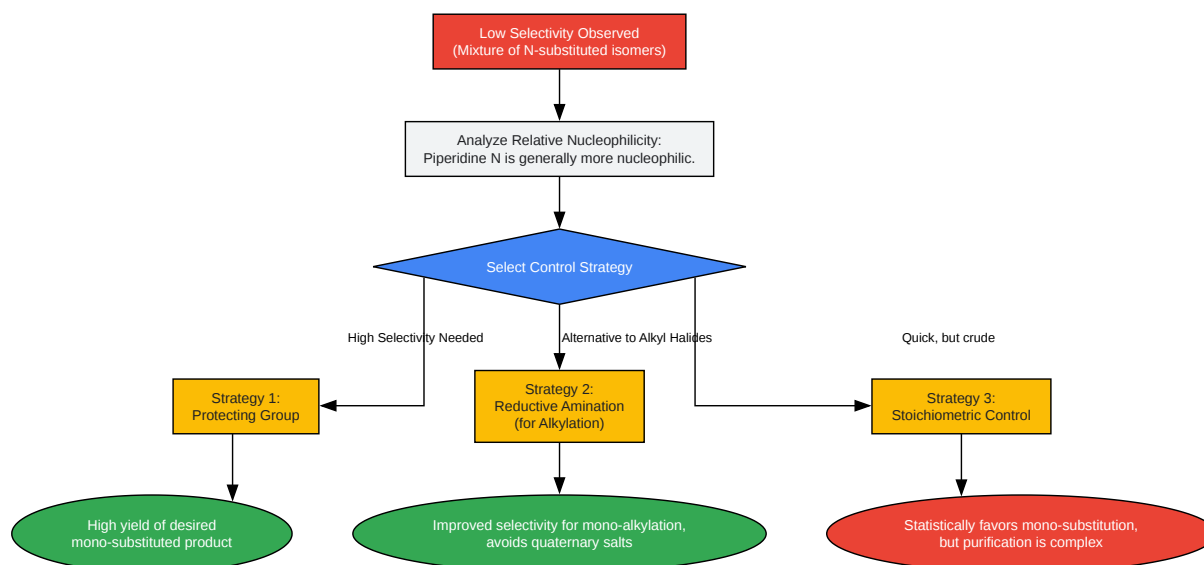 Low Selectivity Observed
(Mixture of N-substituted isomers)
Analyze Relative Nucleophilicity:
Piperidine N is generally more nucleophilic.
Select Control Strategy
High Selectivity Needed
Alternative to Alkyl Halides
Quick, but crude
Strategy 1:
Protecting Group
Strategy 2:
Reductive Amination
(for Alkylation)
Strategy 3:
Stoichiometric Control
High yield of desired
mono-substituted product
Improved selectivity for mono-alkylation,
avoids quaternary salts
Statistically favors mono-substitution,
but purification is complex